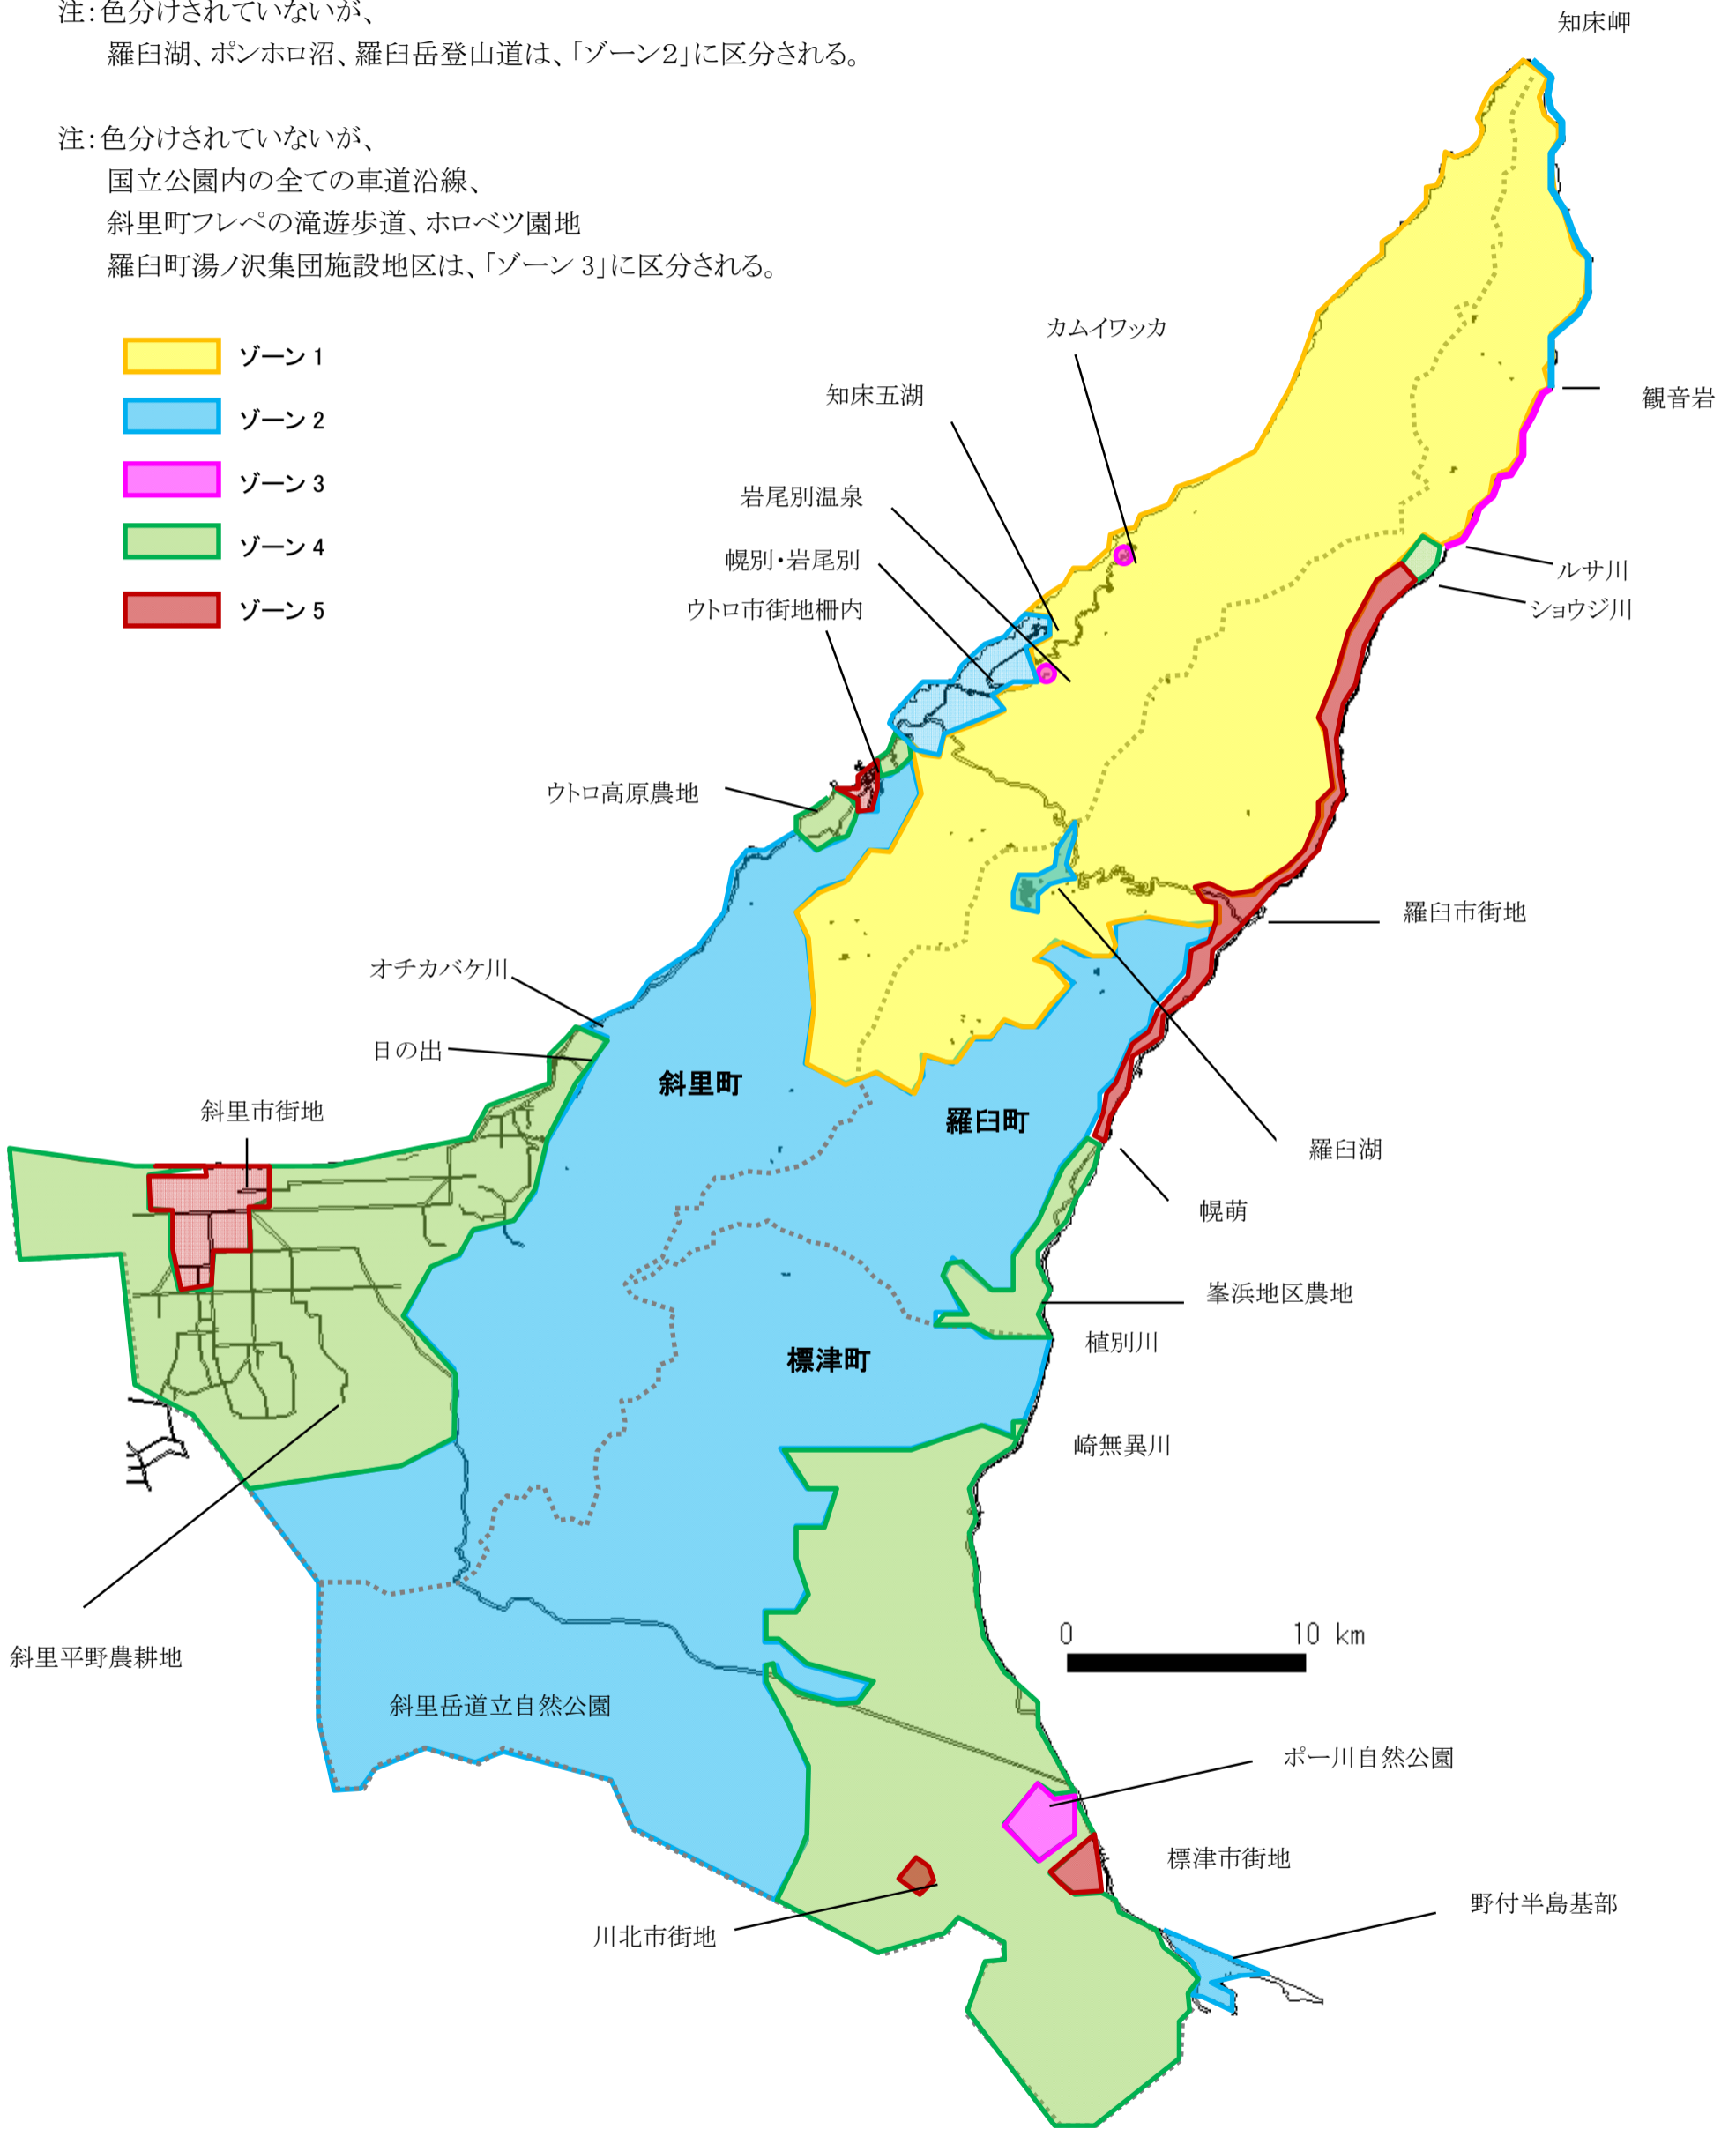 注：色分けされていないが、
羅臼湖、ポンホロ沼、羅臼岳登山道は、「ゾーン２」に区分される。
注：色分けされていないが、
国立公園内の全ての車道沿線、
斜里町フレペの滝遊歩道、ホロベツ園地
羅臼町湯ノ沢集団施設地区は、「ゾーン 3」に区分される。
ゾーン 1
ゾーン 2
ゾーン 3
ゾーン 4
ゾーン 5
知床岬
カムイワッカ
知床五湖
観音岩
岩尾別温泉
幌別・岩尾別
ウトロ市街地柵内
ルサ川
ショウジ川
ウトロ高原農地
羅臼市街地
オチカバケ川
日の出
斜里町
斜里市街地
羅臼町
羅臼湖
幌萌
峯浜地区農地
植別川
標津町
崎無異川
0 10 km
斜里平野農耕地
斜里岳道立自然公園
ポー川自然公園
標津市街地
野付半島基部
川北市街地